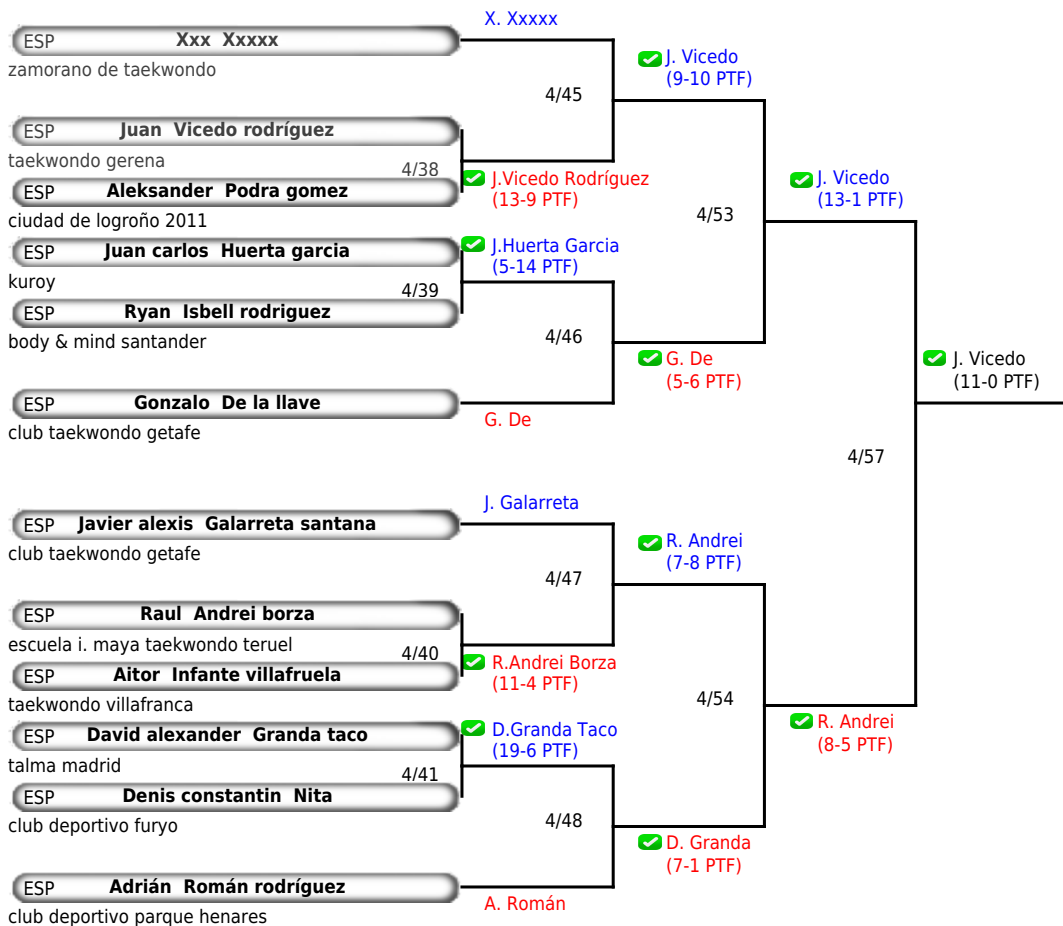 X. Xxxxx
ESP Xxx Xxxxx
zamorano de taekwondo
J. Vicedo
(9-10 PTF)
4/45
ESP Juan Vicedo rodríguez
taekwondo gerena
4/38
ESP Aleksander Podra gomez
ciudad de logroño 2011
J.Vicedo Rodríguez
(13-9 PTF)
4/53
J. Vicedo
(13-1 PTF)
ESP Juan carlos Huerta garcia
kuroy
J.Huerta Garcia
(5-14 PTF)
4/39
ESP Ryan Isbell rodriguez
body & mind santander
4/46
G. De
(5-6 PTF)
J. Vicedo
(11-0 PTF)
ESP Gonzalo De la llave
club taekwondo getafe
G. De
4/57
J. Galarreta
ESP Javier alexis Galarreta santana
club taekwondo getafe
R. Andrei
(7-8 PTF)
4/47
ESP Raul Andrei borza
escuela i. maya taekwondo teruel
4/40
ESP Aitor Infante villafruela
taekwondo villafranca
R.Andrei Borza
(11-4 PTF)
4/54
R. Andrei
(8-5 PTF)
ESP David alexander Granda taco
talma madrid
D.Granda Taco
(19-6 PTF)
4/41
ESP Denis constantin Nita
club deportivo furyo
4/48
D. Granda
(7-1 PTF)
ESP Adrián Román rodríguez
club deportivo parque henares
A. Román